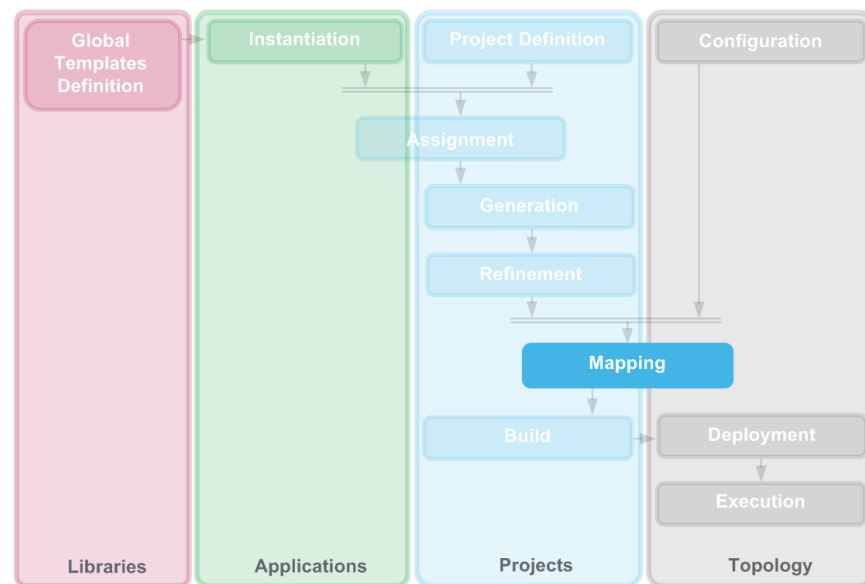 Global
Templates
Definition
Instantiation
Project Definition
Configuration
Assignment
Generation
Refinement
Mapping
Build
Deployment
Execution
Libraries
Applications
Projects
Topology